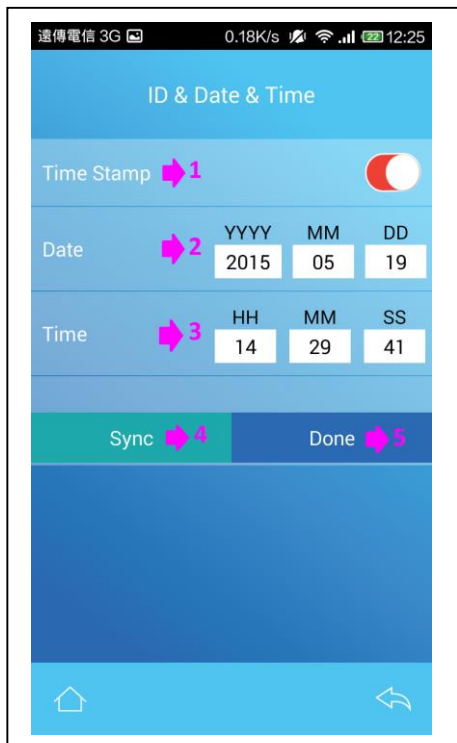 遠傳電信 3G 0.18K/s 22 12:25
ID & Date & Time
Time Stamp 1
YYYY MM DD
Date 2 2015 05 19
HH MM SS
Time 3 14 29 41
Sync 4 Done 5